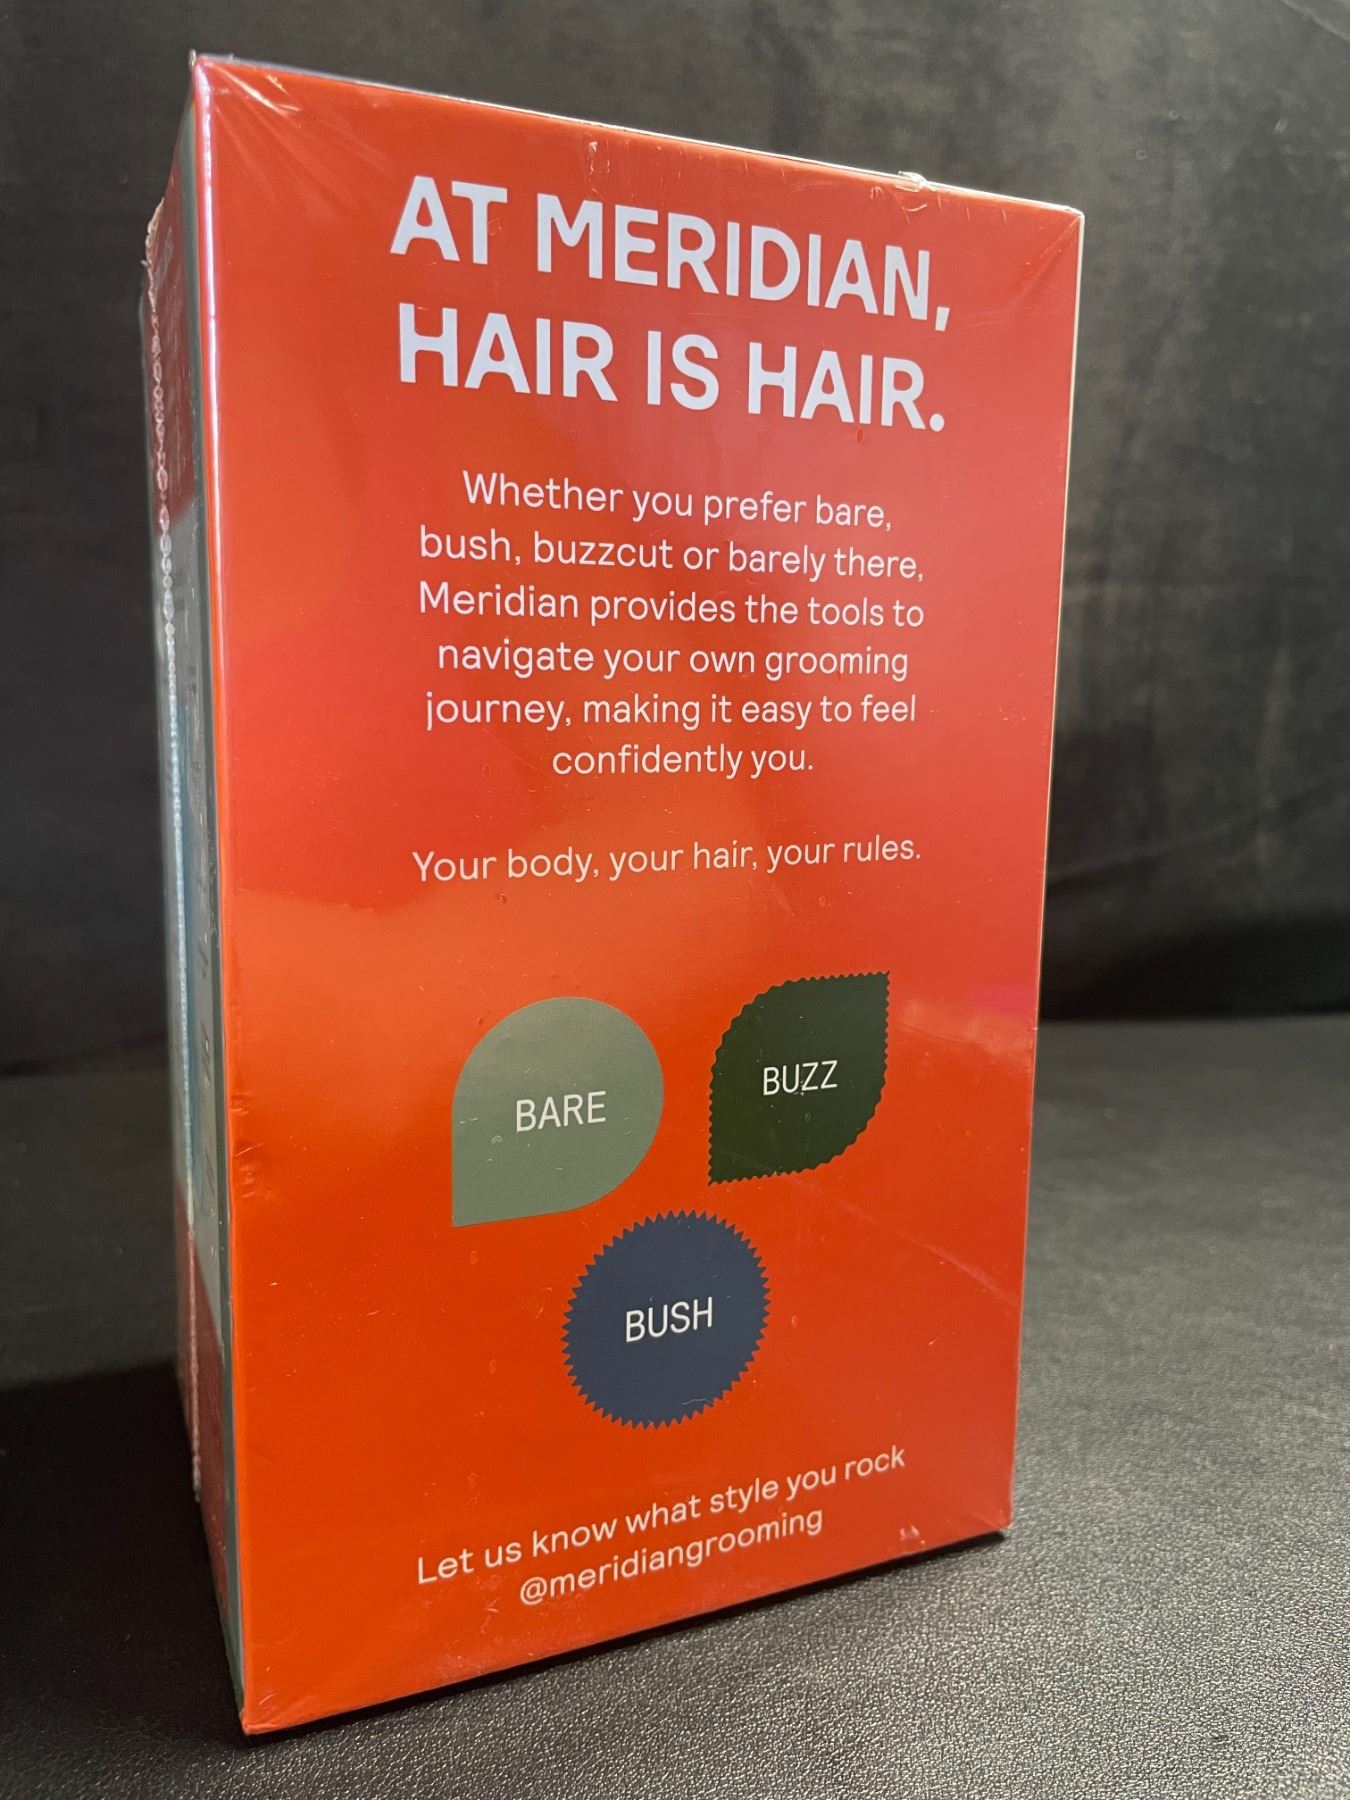 AT MERIDIAN,
HAIR IS HAIR.
Whether you prefer bare,
bush, buzzcut or barely there,
Meridian provides the tools to
navigate your own grooming
journey, making it easy to feel
confidently you.
Your body, your hair, your rules.
BARE
BUZZ
BUSH
Let us know what style you rock
@meridiangrooming